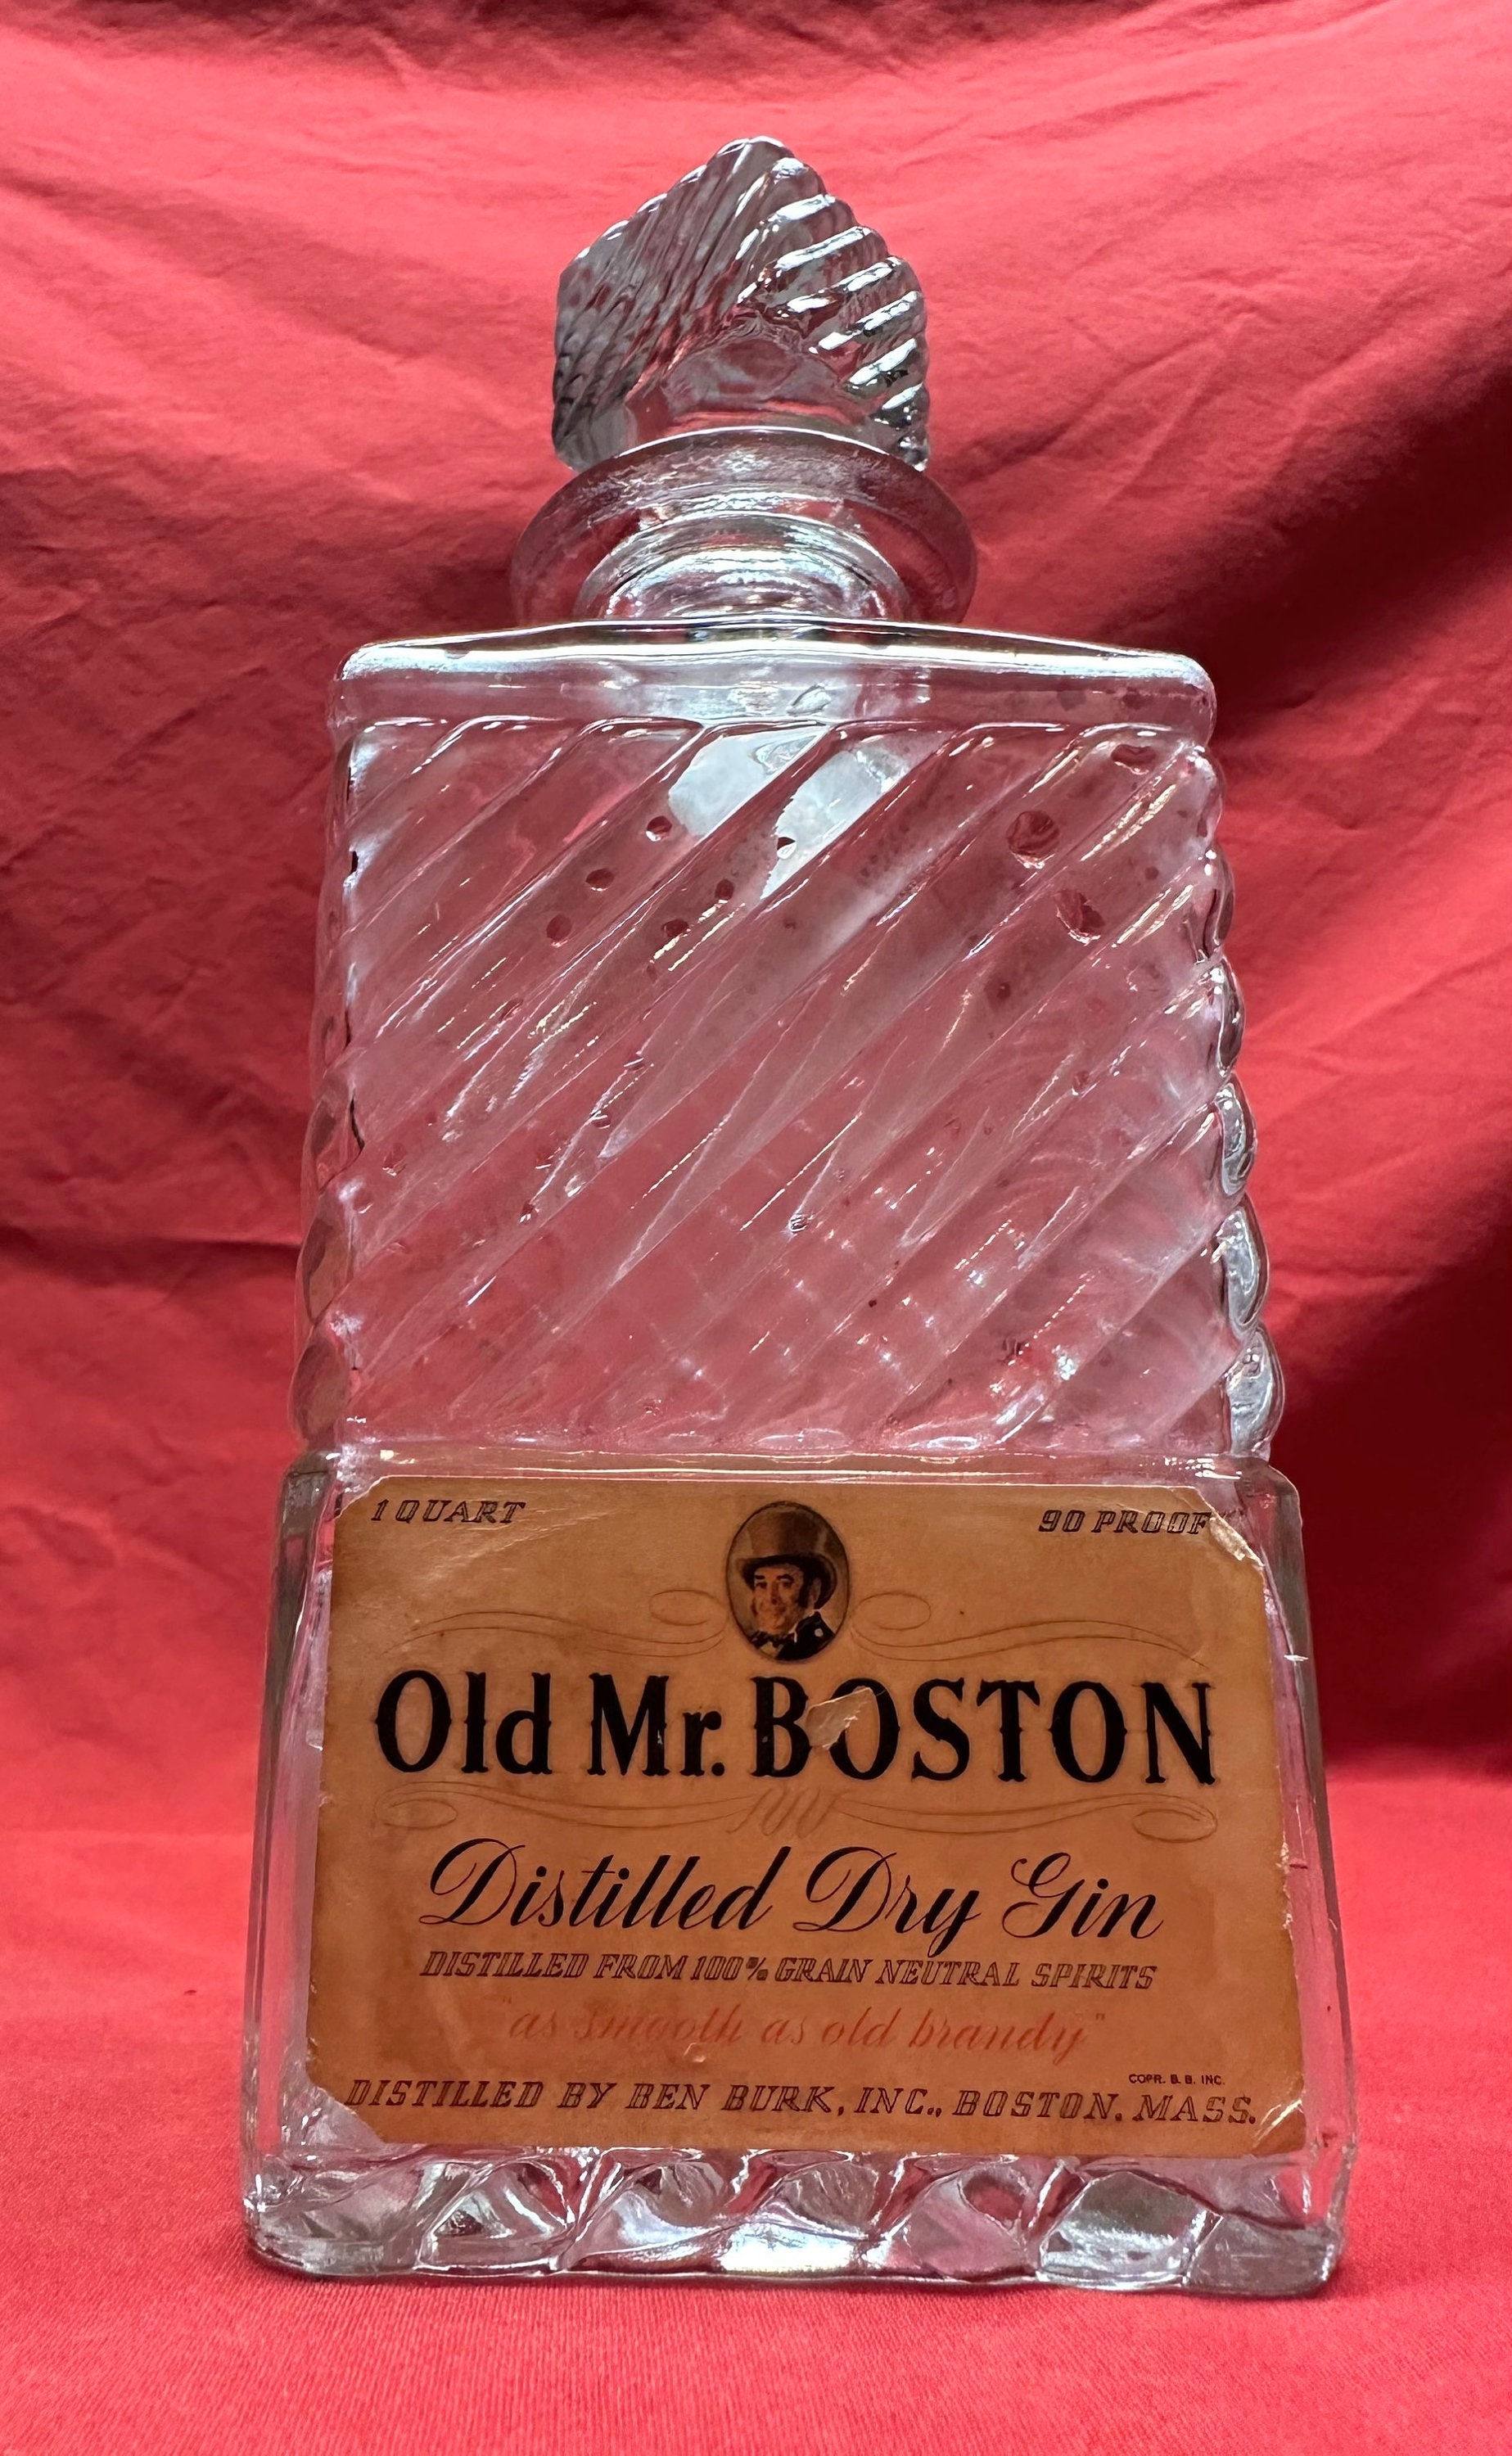 1 QUART
90 PROOF
Old Mr. BOSTON
Distilled Dry Gin
DISTILLED FROM 100% GRAIN NEUTRAL SPIRITS
"as smooth as old brandy"
COPR. B. B. INC.
DISTILLED BY BEN BURK, INC., BOSTON, MASS.